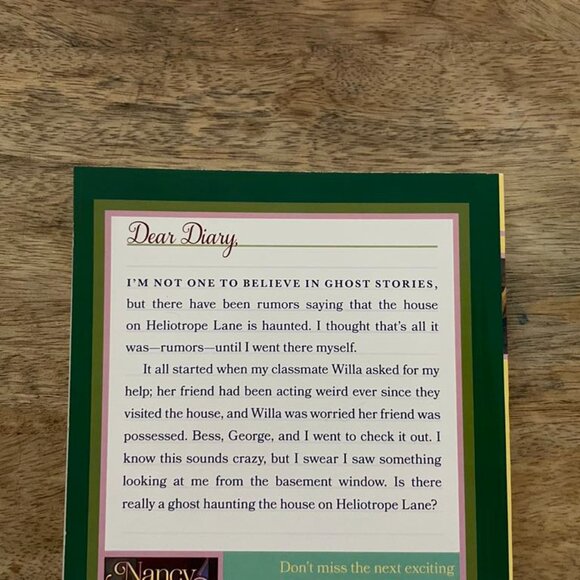 Dear Diary,
I'M NOT ONE TO BELIEVE IN GHOST STORIES,
but there have been rumors saying that the house
on Heliotrope Lane is haunted. I thought that's all it
was—rumors—until I went there myself.
It all started when my classmate Willa asked for my
help; her friend had been acting weird ever since they
visited the house, and Willa was worried her friend was
possessed. Bess, George, and I went to check it out. I
know this sounds crazy, but I swear I saw something
looking at me from the basement window. Is there
really a ghost haunting the house on Heliotrope Lane?
Nancy
Don't miss the next exciting